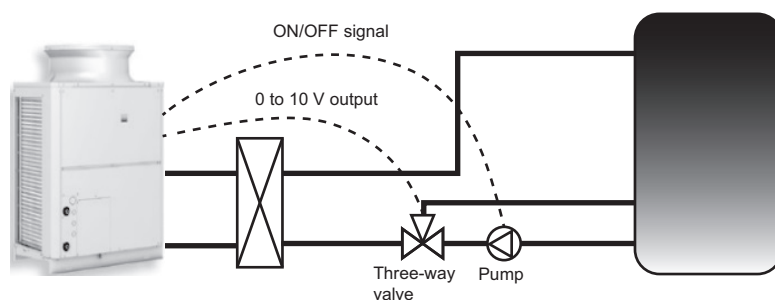 ON/OFF signal
0 to 10 V output
Three-way
valve
Pump